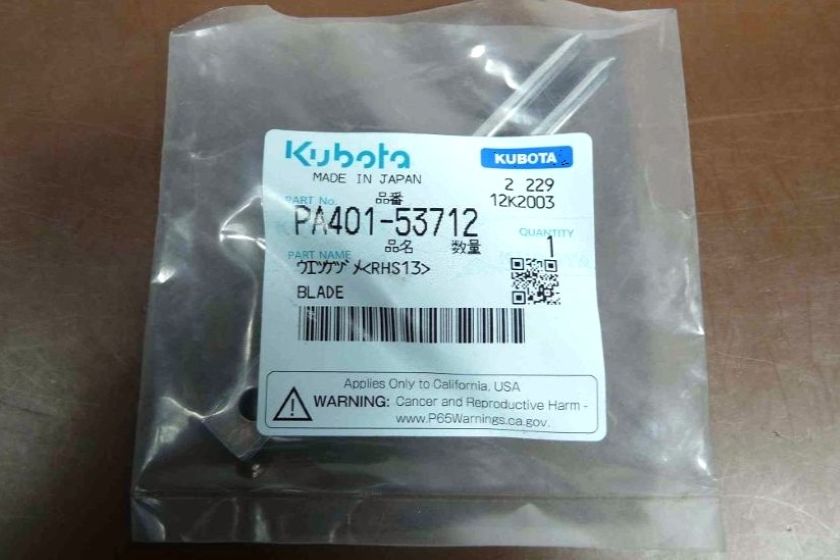 Kubota
KUBOTA
MADE IN JAPAN
2 229
PART No. 品番
12K2003
PA401-53712
QUANTITY
品名 数量
1
PART NAME
ウエツケヅメ<RHS13>
BLADE
Applies Only to California, USA
WARNING: Cancer and Reproductive Harm -
www.P65Warnings.ca.gov.